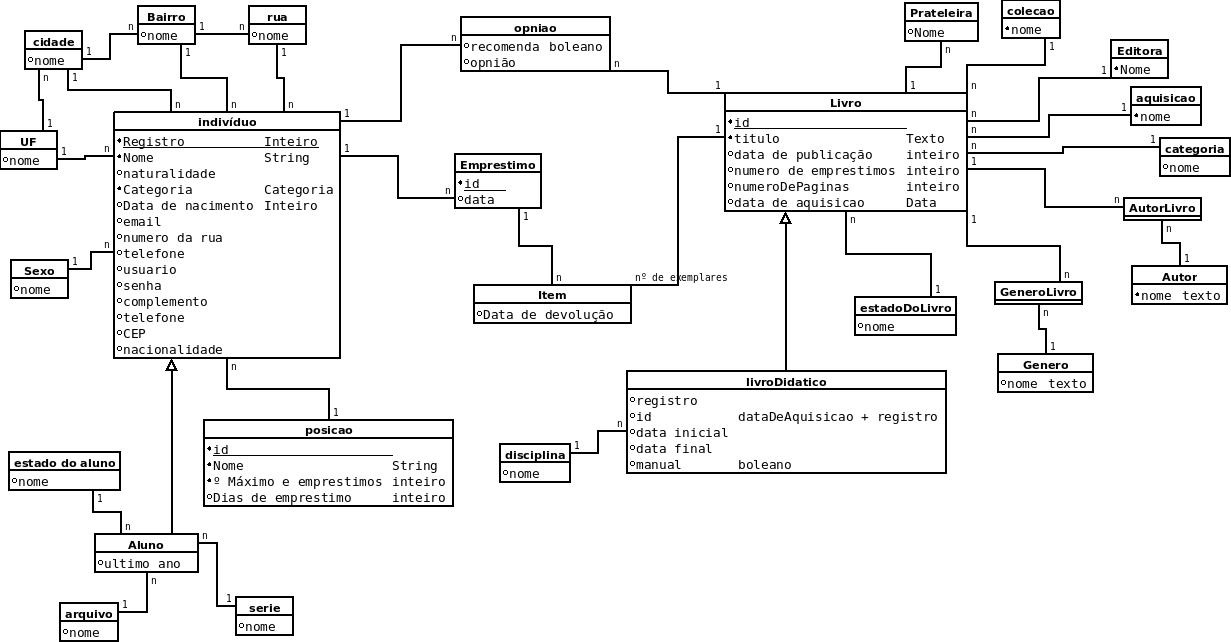 Bairro
nome
rua
nome
cidade
nome
UF
nome
opniao
recomenda boleano
opnião
Prateleira
Nome
colecao
nome
Editora
Nome
aquisicao
nome
categoria
nome
indivíduo
Registro Inteiro
Nome String
naturalidade
Categoria Categoria
Data de nacimento Inteiro
email
numero da rua
telefone
usuario
senha
complemento
telefone
CEP
nacionalidade
Sexo
nome
Emprestimo
id
data
Item
Data de devolução
nº de exemplares
Livro
id
titulo Texto
data de publicação inteiro
numero de emprestimos inteiro
numeroDePaginas inteiro
data de aquisicao Data
AutorLivro
Autor
nome texto
GeneroLivro
Genero
nome texto
estadoDoLivro
nome
livroDidatico
registro
id dataDeAquisicao + registro
data inicial
data final
manual boleano
disciplina
nome
posicao
id
Nome String
º Máximo e emprestimos inteiro
Dias de emprestimo inteiro
estado do aluno
nome
Aluno
ultimo ano
arquivo
nome
serie
nome
n
1
n
1
n
1
1
1
n
1
n
1
n
n
n
1
n
1
n
1
n
n
1
1
n
1
n
1
n
1
n
1
n
1
1
n
1
n
1
n
1
n
1
n
1
n
1
n
1
n
1
n
1
n
n
1
n
1